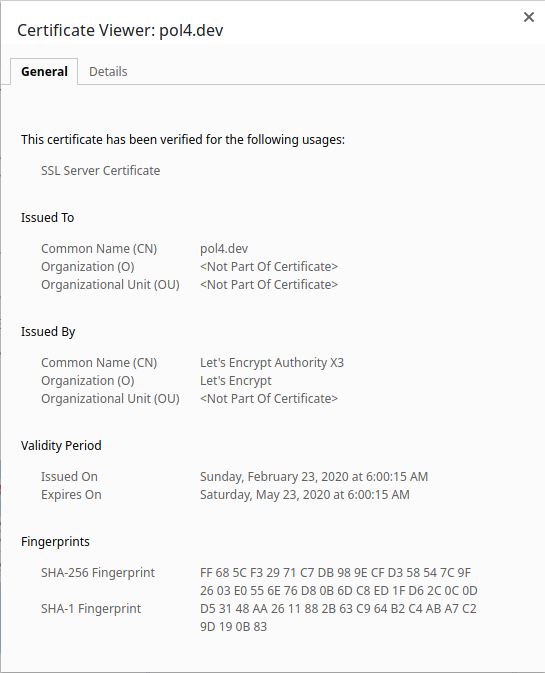 Certificate Viewer: pol4.dev
General Details
This certificate has been verified for the following usages:
SSL Server Certificate
Issued To
Common Name (CN) pol4.dev
Organization (O) <Not Part Of Certificate>
Organizational Unit (OU) <Not Part Of Certificate>
Issued By
Common Name (CN) Let's Encrypt Authority X3
Organization (O) Let's Encrypt
Organizational Unit (OU) <Not Part Of Certificate>
Validity Period
Issued On Sunday, February 23, 2020 at 6:00:15 AM
Expires On Saturday, May 23, 2020 at 6:00:15 AM
Fingerprints
SHA-256 Fingerprint FF 68 5C F3 29 71 C7 DB 98 9E CF D3 58 54 7C 9F
26 03 E0 55 6E 76 D8 0B 6D C8 ED 1F D6 2C 0C 0D
SHA-1 Fingerprint D5 31 48 AA 26 11 88 2B 63 C9 64 B2 C4 AB A7 C2
9D 19 0B 83